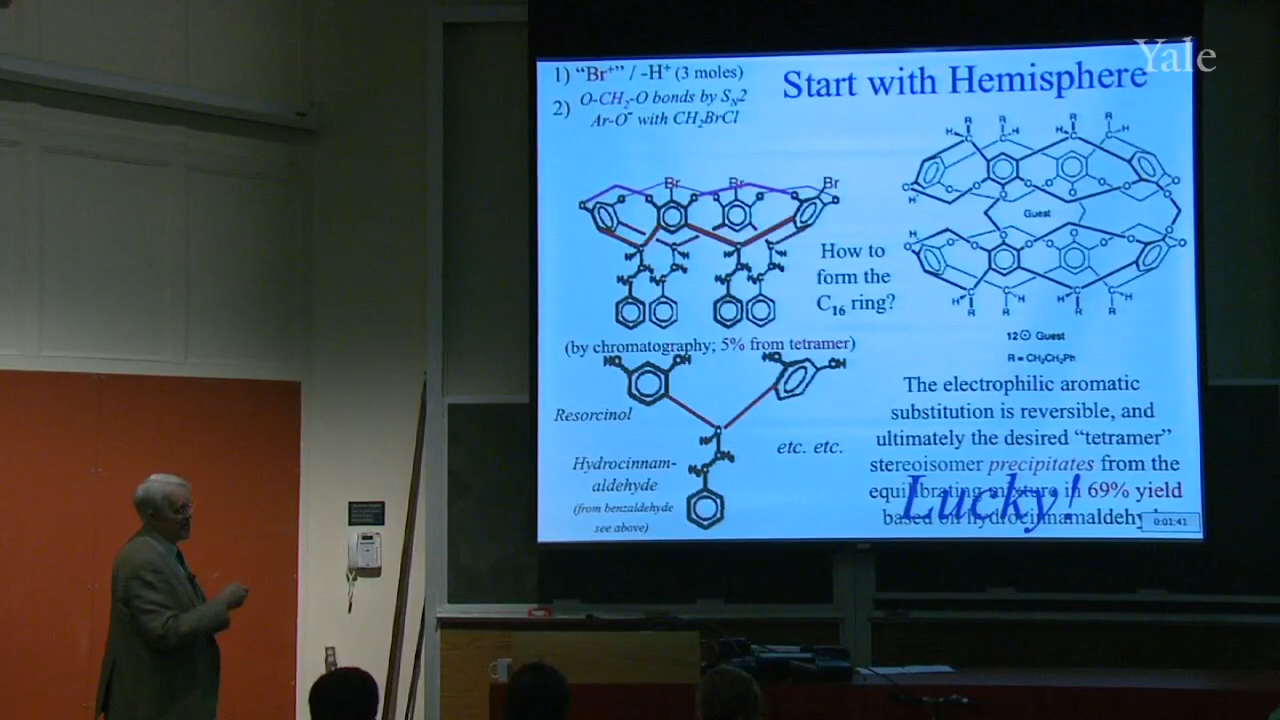 Yale
Start with Hemisphere
1) “Br⁺” / -H⁺ (3 moles)
2) O-CH₂-O bonds by Sₙ2
Ar-O⁻ with CH₂BrCl
Br Br Br
How to
form the
C₁₆ ring?
(by chromatography; 5% from tetramer)
HO OH HO OH
Resorcinol
etc. etc.
Hydrocinnam-
aldehyde
(from benzaldehyde
see above)
R R R R
H H H H
Guest
H H H H
R R R R
12⊙ Guest
R = CH₂CH₂Ph
The electrophilic aromatic
substitution is reversible, and
ultimately the desired “tetramer”
stereoisomer precipitates from the
equilibrating mixture in 69% yield
based on hydrocinnamaldehyde
Lucky!
0:01:41